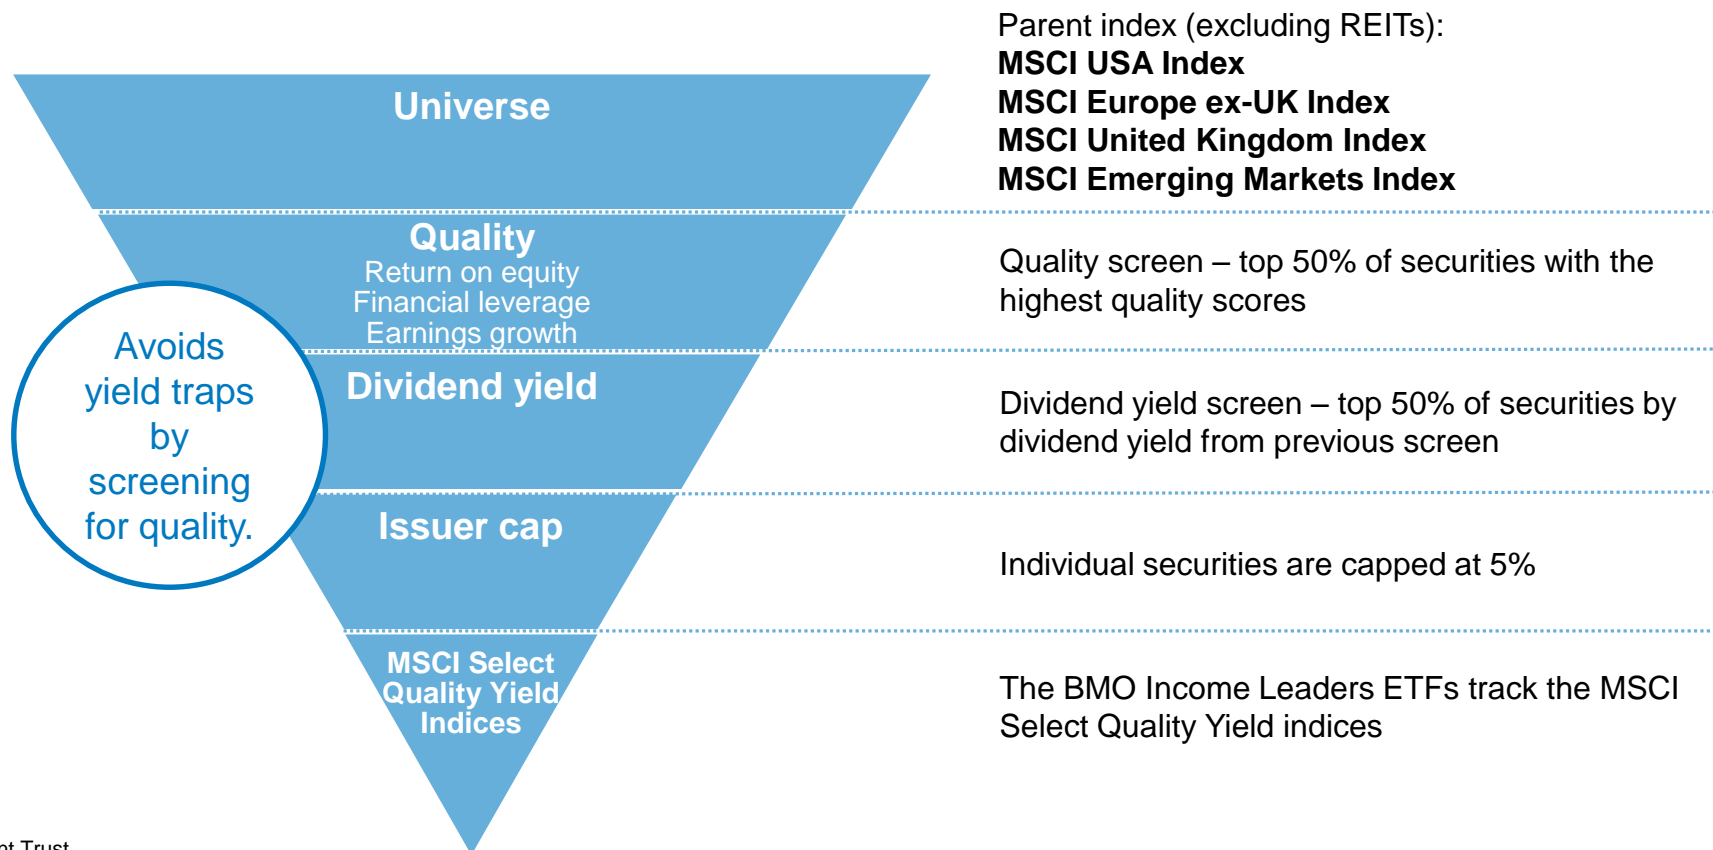 Parent index (excluding REITs):
MSCI USA Index
MSCI Europe ex-UK Index
MSCI United Kingdom Index
MSCI Emerging Markets Index
Universe
Quality
Return on equity
Financial leverage
Earnings growth
Quality screen – top 50% of securities with the
highest quality scores
Avoids
yield traps
by
screening
for quality.
Dividend yield
Dividend yield screen – top 50% of securities by
dividend yield from previous screen
Issuer cap
Individual securities are capped at 5%
MSCI Select
Quality Yield
Indices
The BMO Income Leaders ETFs track the MSCI
Select Quality Yield indices
Trust